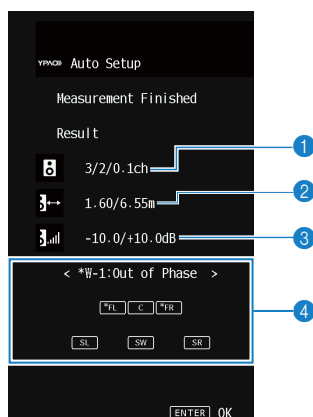 YPAO Auto Setup
Measurement Finished
Result
3/2/0.1ch
1
1.60/6.55m
2
-10.0/+10.0dB
3
< *W-1:Out of Phase >
4
*FL C *FR
SL SW SR
ENTER OK